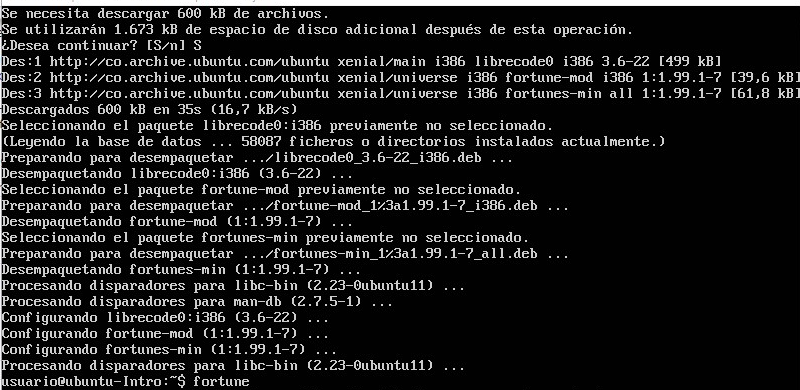 Se necesita descargar 600 kB de archivos.
Se utilizarán 1.673 kB de espacio de disco adicional después de esta operación.
¿Desea continuar? [S/n] S
Des:1 http://co.archive.ubuntu.com/ubuntu xenial/main i386 librecode0 i386 3.6-22 [499 kB]
Des:2 http://co.archive.ubuntu.com/ubuntu xenial/universe i386 fortune-mod i386 1:1.99.1-7 [39,6 kB]
Des:3 http://co.archive.ubuntu.com/ubuntu xenial/universe i386 fortunes-min all 1:1.99.1-7 [61,8 kB]
Descargados 600 kB en 35s (16,7 kB/s)
Seleccionando el paquete librecode0:i386 previamente no seleccionado.
(Leyendo la base de datos ... 58087 ficheros o directorios instalados actualmente.)
Preparando para desempaquetar .../librecode0_3.6-22_i386.deb ...
Desempaquetando librecode0:i386 (3.6-22) ...
Seleccionando el paquete fortune-mod previamente no seleccionado.
Preparando para desempaquetar .../fortune-mod_1%3a1.99.1-7_i386.deb ...
Desempaquetando fortune-mod (1:1.99.1-7) ...
Seleccionando el paquete fortunes-min previamente no seleccionado.
Preparando para desempaquetar .../fortunes-min_1%3a1.99.1-7_all.deb ...
Desempaquetando fortunes-min (1:1.99.1-7) ...
Procesando disparadores para libc-bin (2.23-0ubuntu11) ...
Procesando disparadores para man-db (2.7.5-1) ...
Configurando librecode0:i386 (3.6-22) ...
Configurando fortune-mod (1:1.99.1-7) ...
Configurando fortunes-min (1:1.99.1-7) ...
Procesando disparadores para libc-bin (2.23-0ubuntu11) ...
usuario@ubuntu-Intro:~$ fortune